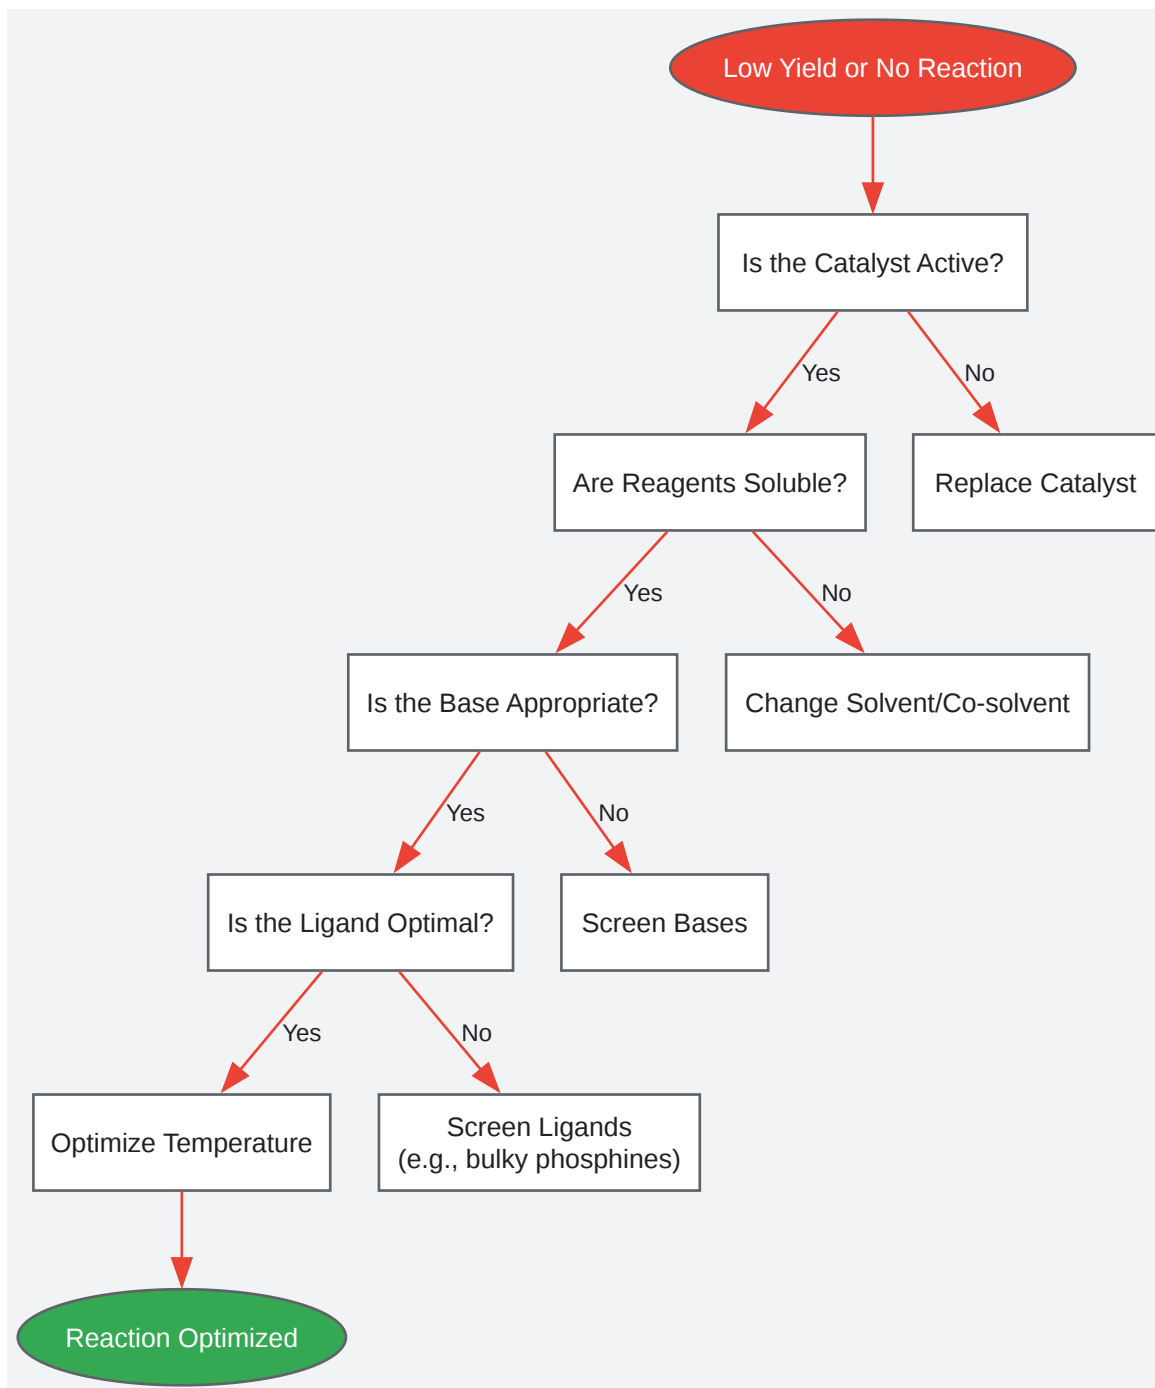 Low Yield or No Reaction
Is the Catalyst Active?
Yes
No
Are Reagents Soluble?
Replace Catalyst
Yes
No
Is the Base Appropriate?
Change Solvent/Co-solvent
Yes
No
Is the Ligand Optimal?
Screen Bases
Yes
No
Optimize Temperature
Screen Ligands
(e.g., bulky phosphines)
Reaction Optimized